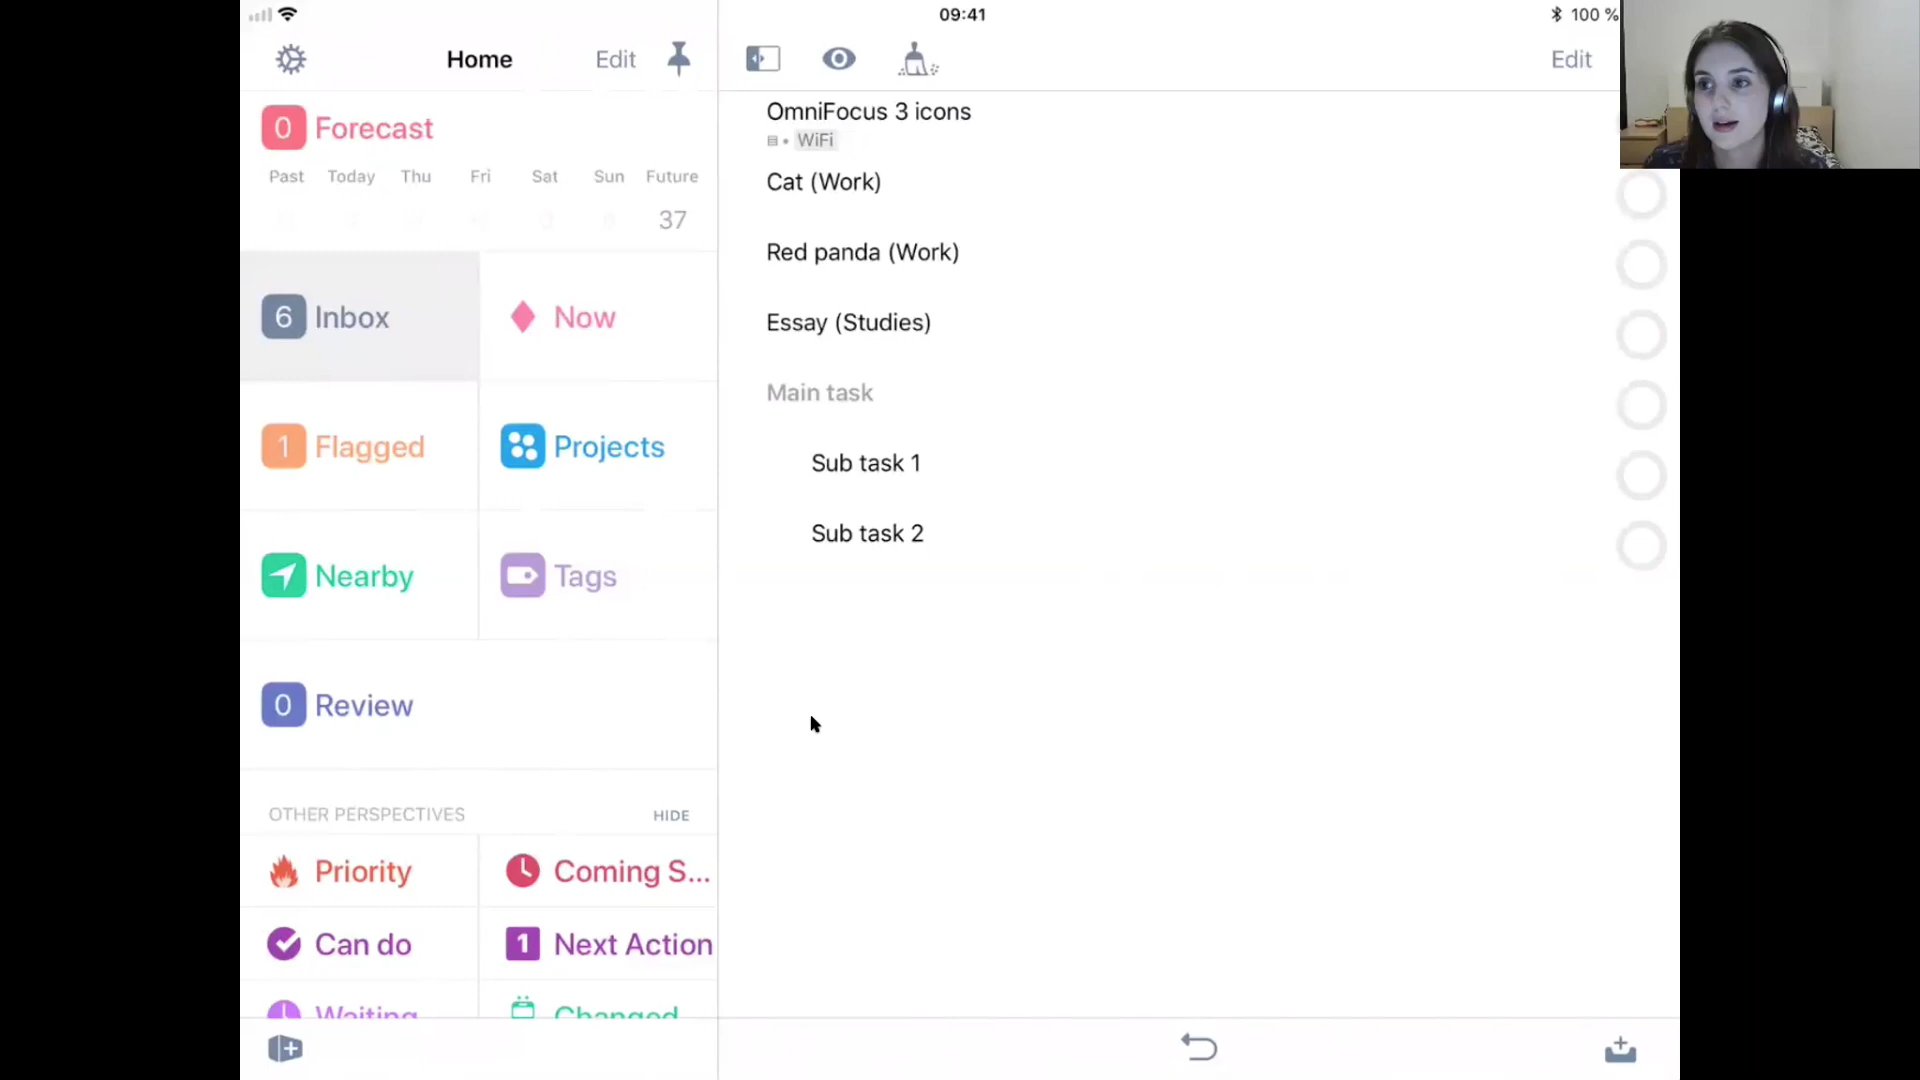 09:41
100 %
Home
Edit
Edit
0 Forecast
Past Today Thu Fri Sat Sun Future
37
6 Inbox
Now
1 Flagged
Projects
Nearby
Tags
0 Review
OTHER PERSPECTIVES
HIDE
Priority
Coming S...
Can do
1 Next Action
Waiting
Changed
OmniFocus 3 icons
WiFi
Cat (Work)
Red panda (Work)
Essay (Studies)
Main task
Sub task 1
Sub task 2